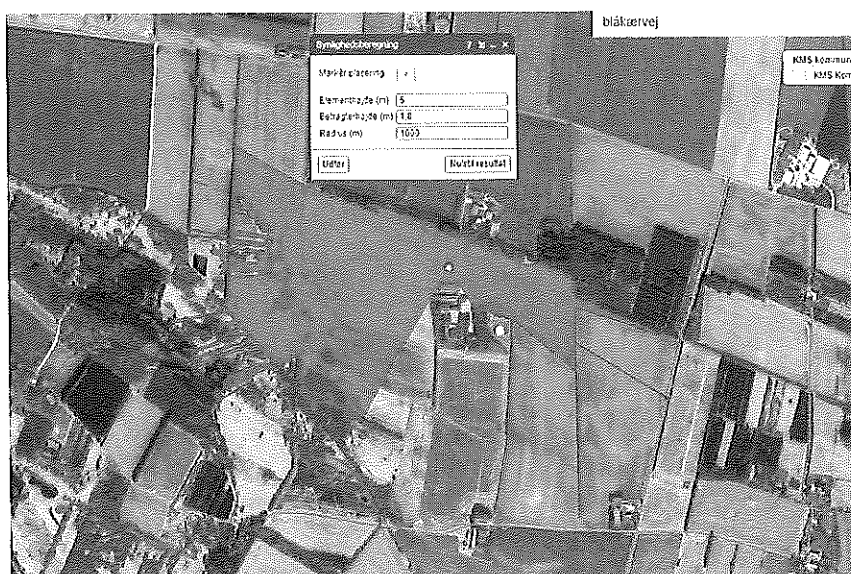 blåkærvej
Synlighedsberegning ? – ×
Markér placering
Elementhøjde (m) 5
Betragterhøjde (m) 1,8
Radius (m) 1000
Udfør Nulstil resultat
KMS kommun
KMS Kom